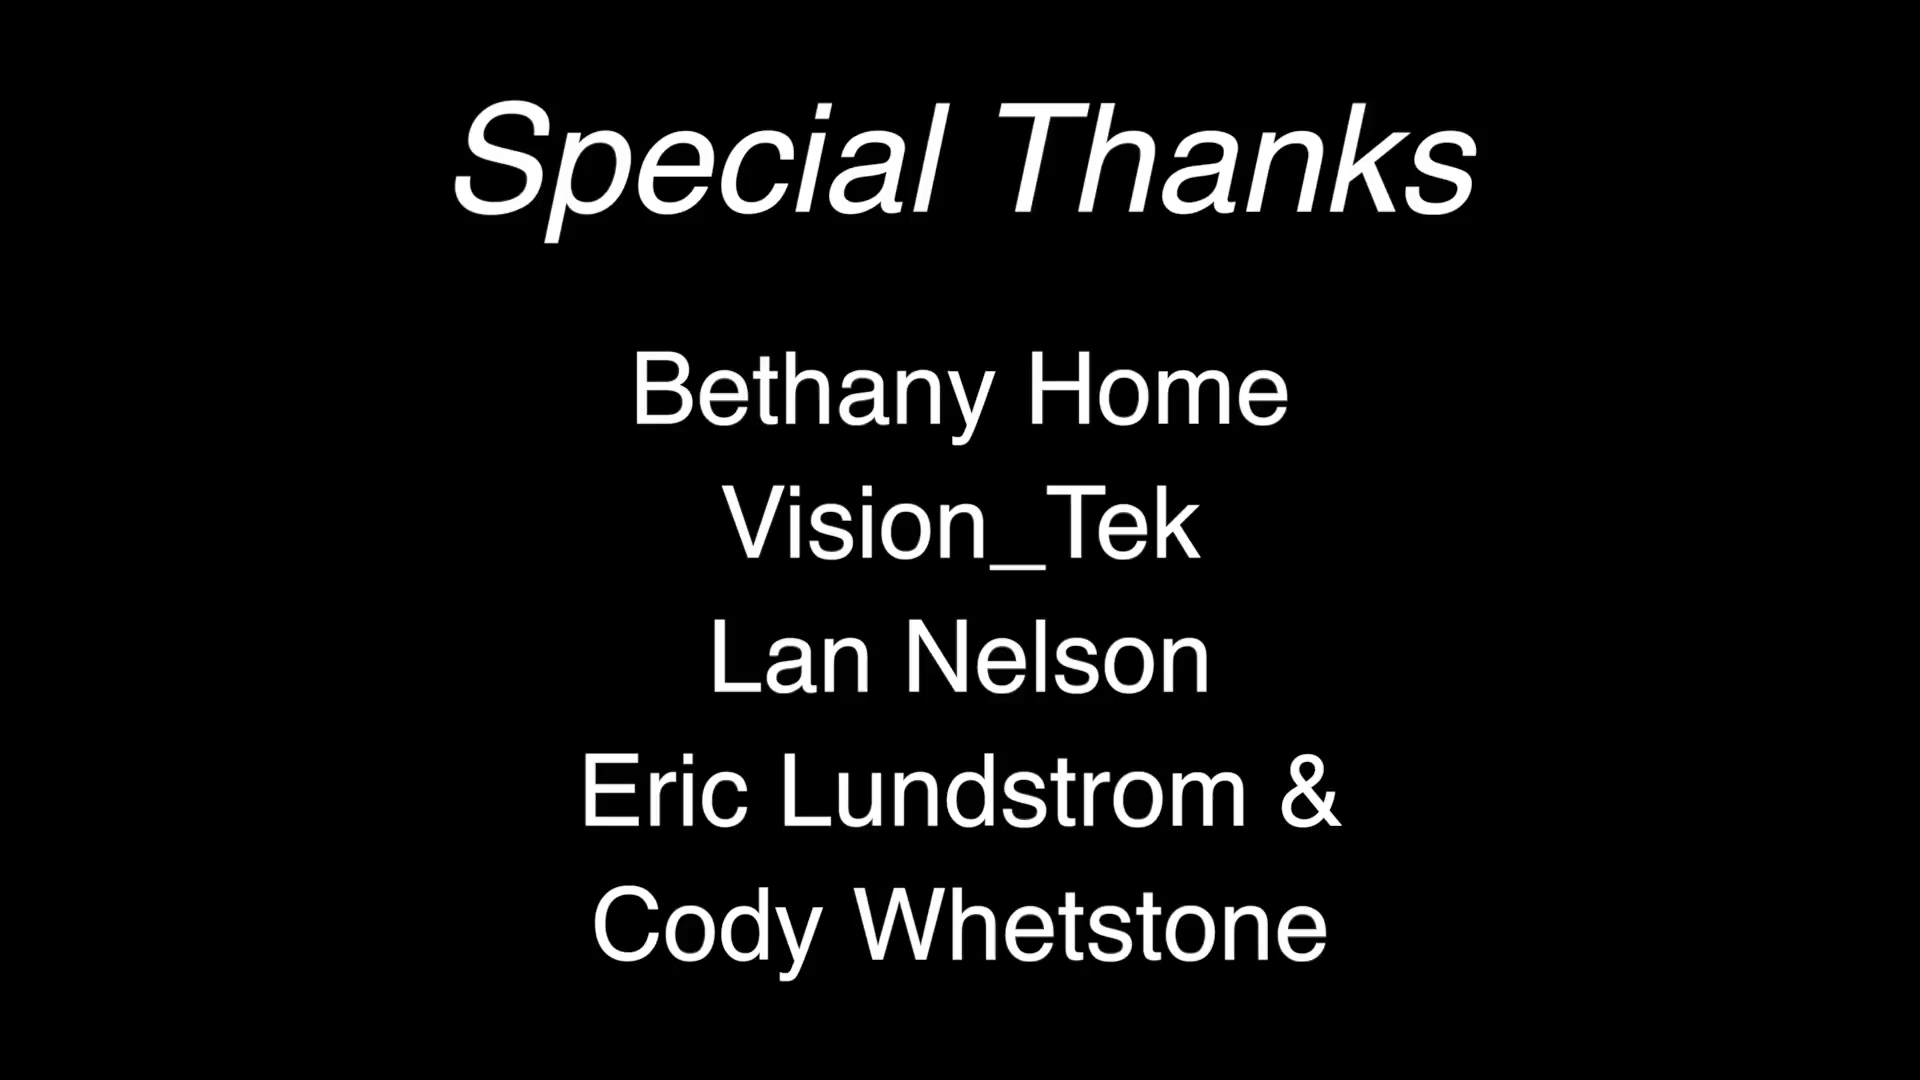 Special Thanks
Bethany Home
Vision_Tek
Lan Nelson
Eric Lundstrom &
Cody Whetstone